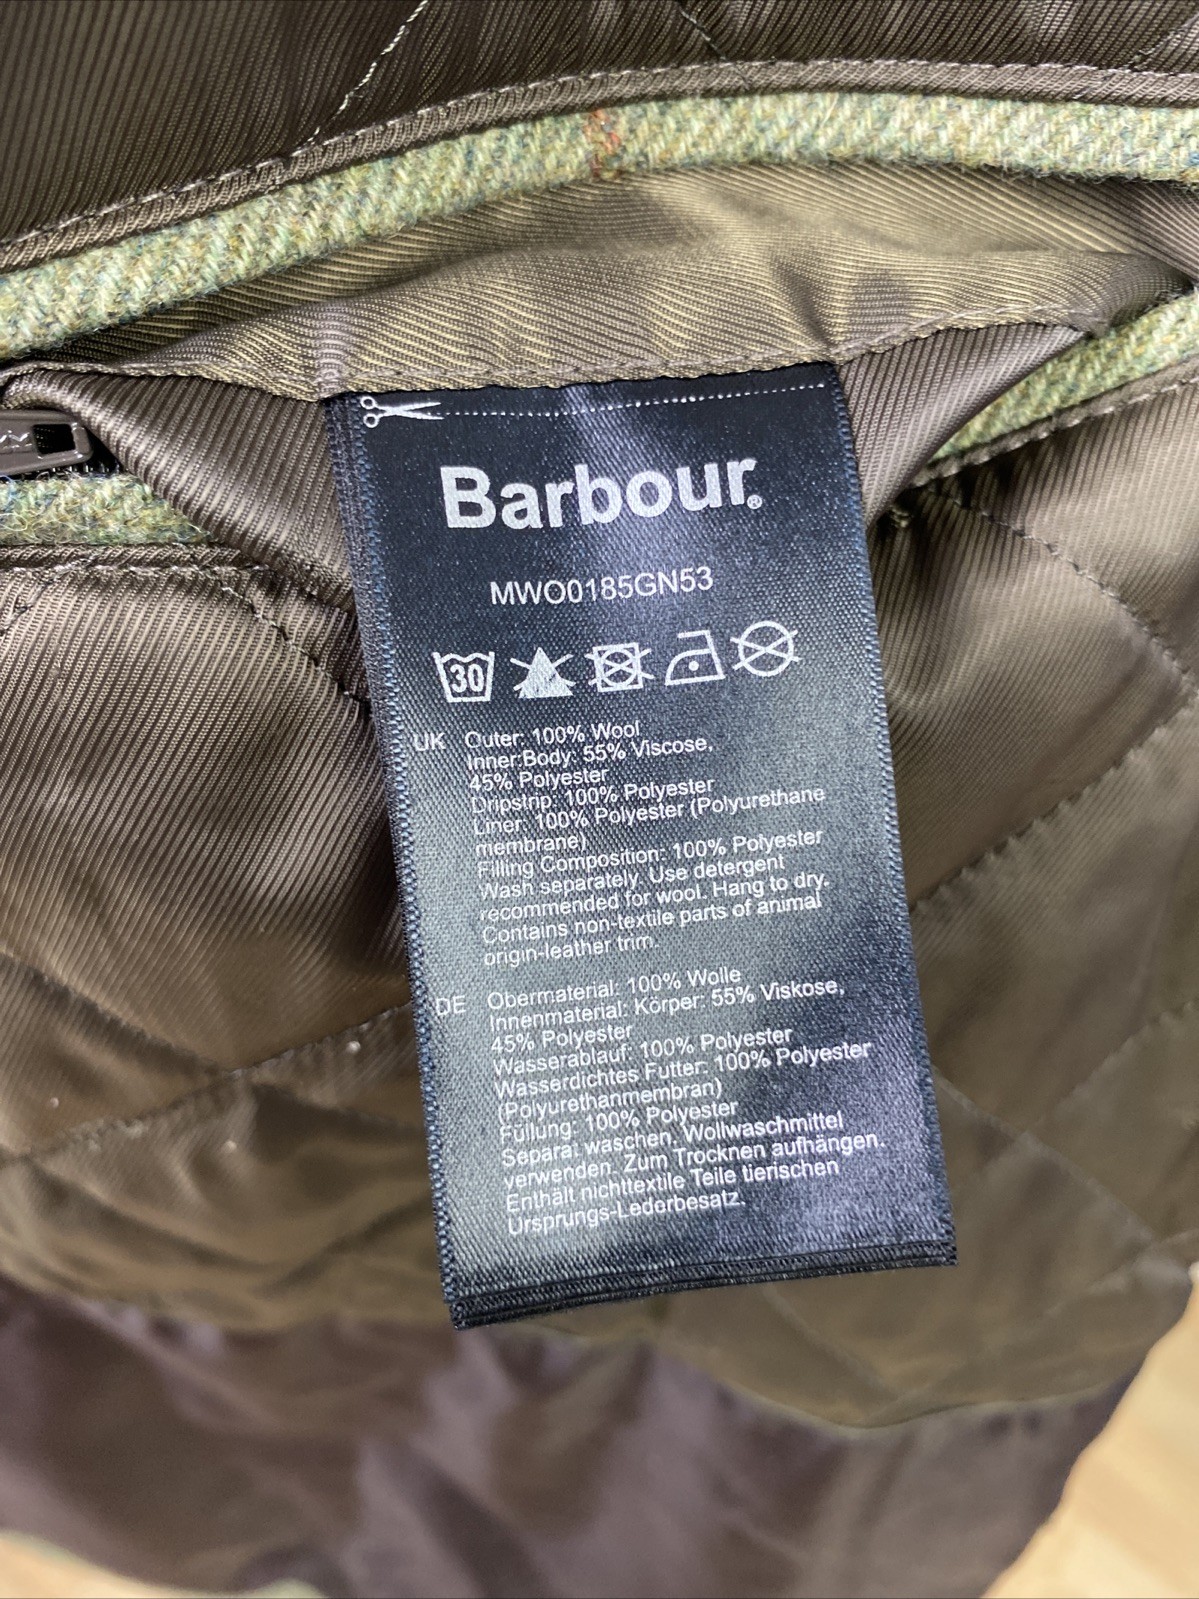 Barbour®
MWO0185GN53
30
UK Outer: 100% Wool
Inner:Body: 55% Viscose,
45% Polyester
Dripstrip: 100% Polyester
Liner: 100% Polyester (Polyurethane
membrane)
Filling Composition: 100% Polyester
Wash separately. Use detergent
recommended for wool. Hang to dry.
Contains non-textile parts of animal
origin-leather trim.
DE Obermaterial: 100% Wolle
Innenmaterial: Körper: 55% Viskose,
45% Polyester
Wasserablauf: 100% Polyester
Wasserdichtes Futter: 100% Polyester
(Polyurethanmembran)
Füllung: 100% Polyester
Separat waschen. Wollwaschmittel
verwenden. Zum Trocknen aufhängen.
Enthält nichttextile Teile tierischen
Ursprungs-Lederbesatz.